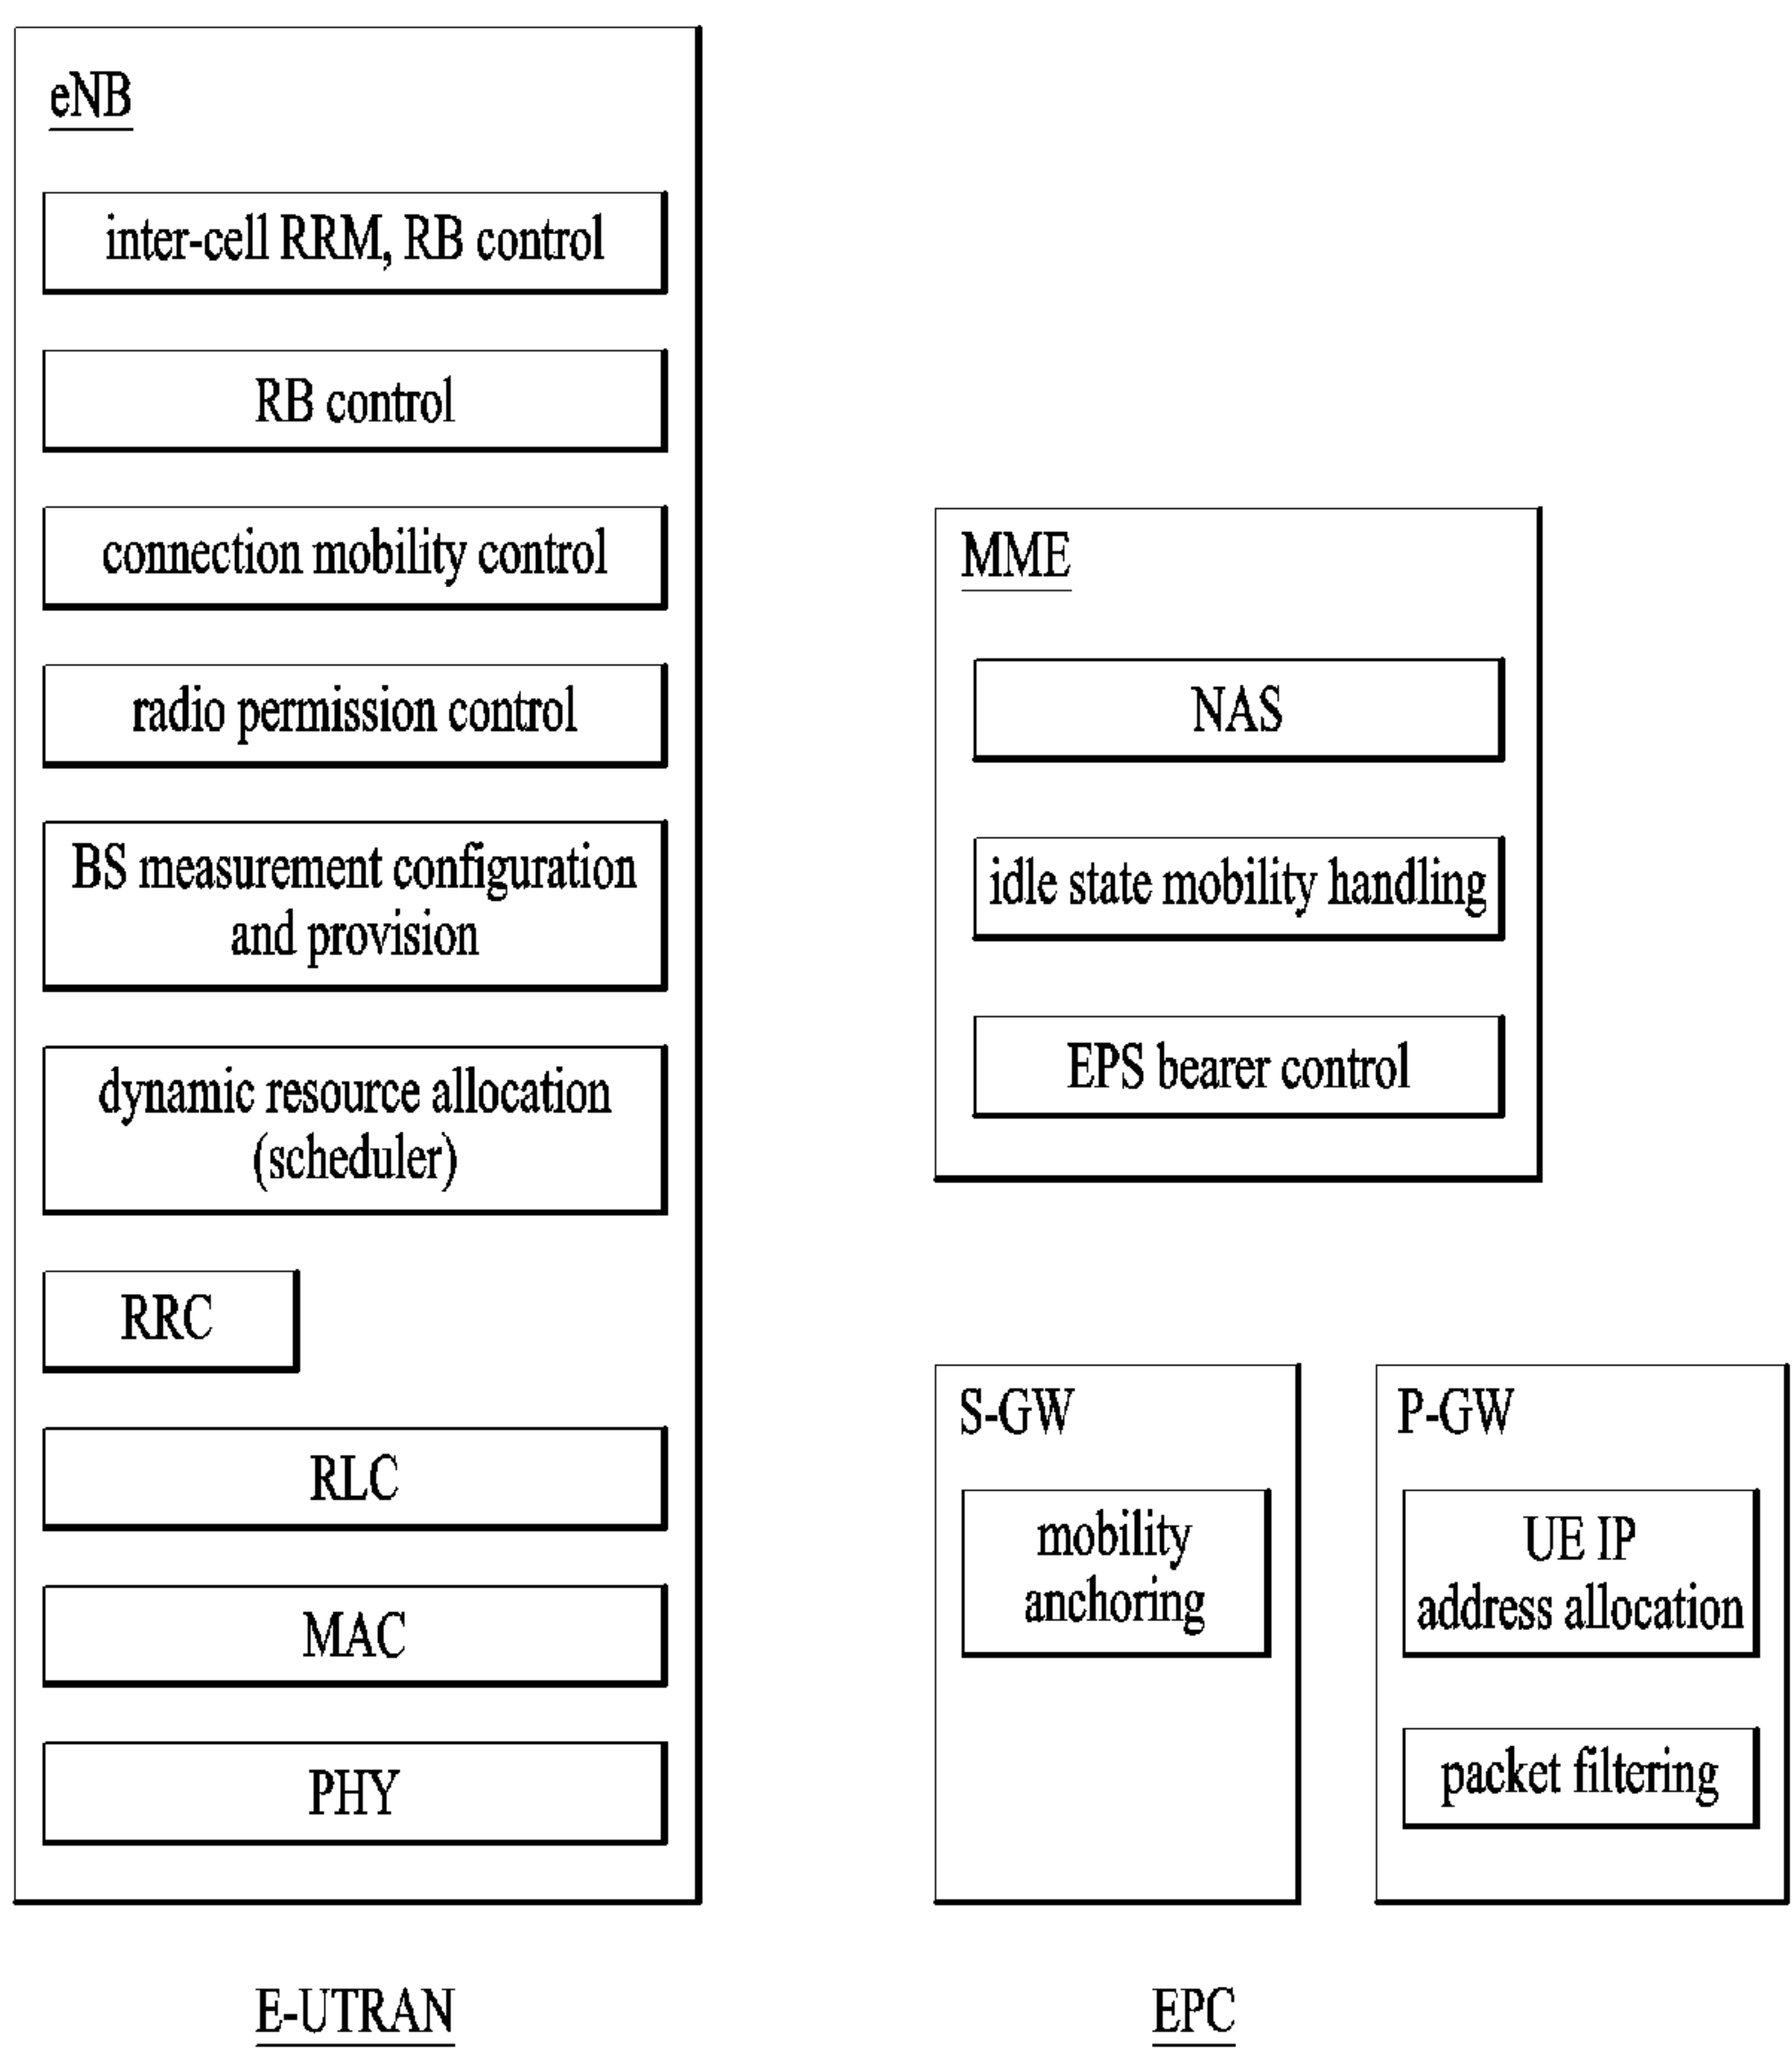 eNB
inter-cell RRM, RB control
RB control
connection mobility control
radio permission control
BS measurement configuration
and provision
dynamic resource allocation
(scheduler)
RRC
RLC
MAC
PHY
E-UTRAN
MME
NAS
idle state mobility handling
EPS bearer control
S-GW
mobility
anchoring
P-GW
UE IP
address allocation
packet filtering
EPC